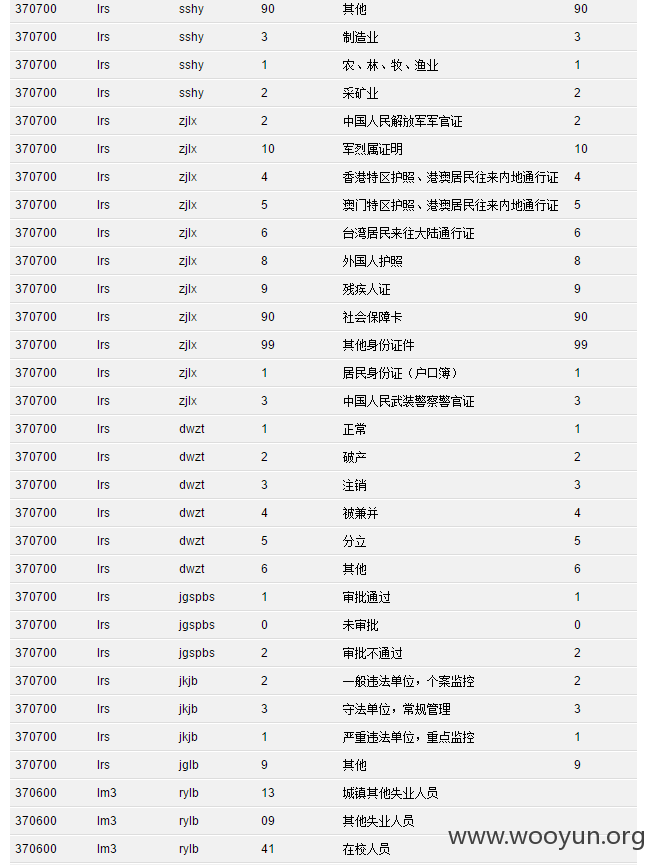 370700 lrs sshy 90 其他 90
370700 lrs sshy 3 制造业 3
370700 lrs sshy 1 农、林、牧、渔业 1
370700 lrs sshy 2 采矿业 2
370700 lrs zjlx 2 中国人民解放军军官证 2
370700 lrs zjlx 10 军烈属证明 10
370700 lrs zjlx 4 香港特区护照、港澳居民往来内地通行证 4
370700 lrs zjlx 5 澳门特区护照、港澳居民往来内地通行证 5
370700 lrs zjlx 6 台湾居民来往大陆通行证 6
370700 lrs zjlx 8 外国人护照 8
370700 lrs zjlx 9 残疾人证 9
370700 lrs zjlx 90 社会保障卡 90
370700 lrs zjlx 99 其他身份证件 99
370700 lrs zjlx 1 居民身份证（户口簿） 1
370700 lrs zjlx 3 中国人民武装警察警官证 3
370700 lrs dwzt 1 正常 1
370700 lrs dwzt 2 破产 2
370700 lrs dwzt 3 注销 3
370700 lrs dwzt 4 被兼并 4
370700 lrs dwzt 5 分立 5
370700 lrs dwzt 6 其他 6
370700 lrs jgspbs 1 审批通过 1
370700 lrs jgspbs 0 未审批 0
370700 lrs jgspbs 2 审批不通过 2
370700 lrs jkjb 2 一般违法单位，个案监控 2
370700 lrs jkjb 3 守法单位，常规管理 3
370700 lrs jkjb 1 严重违法单位，重点监控 1
370700 lrs jglb 9 其他 9
370600 lm3 rylb 13 城镇其他失业人员
370600 lm3 rylb 09 其他失业人员
www.wooyun.org
370600 lm3 rylb 41 在校人员